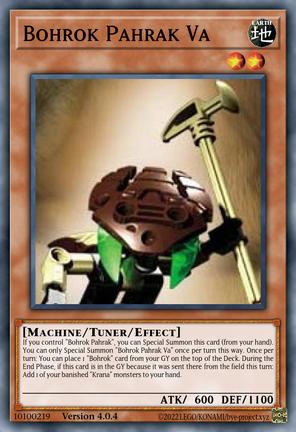 Bohrok Pahrak Va
EARTH
地
[Machine/Tuner/Effect]
If you control "Bohrok Pahrak", you can Special Summon this card (from your hand).
You can only Special Summon "Bohrok Pahrak Va" once per turn this way. Once per
turn: You can place 1 "Bohrok" card from your GY on the top of the Deck. During the
End Phase, if this card is in the GY because it was sent there from the field this turn:
Add 1 of your banished "Krana" monsters to your hand.
ATK/ 600 DEF/1100
10100219 Version 4.0.4 ©2022 LEGO/KONAMI/bye-project.xyz